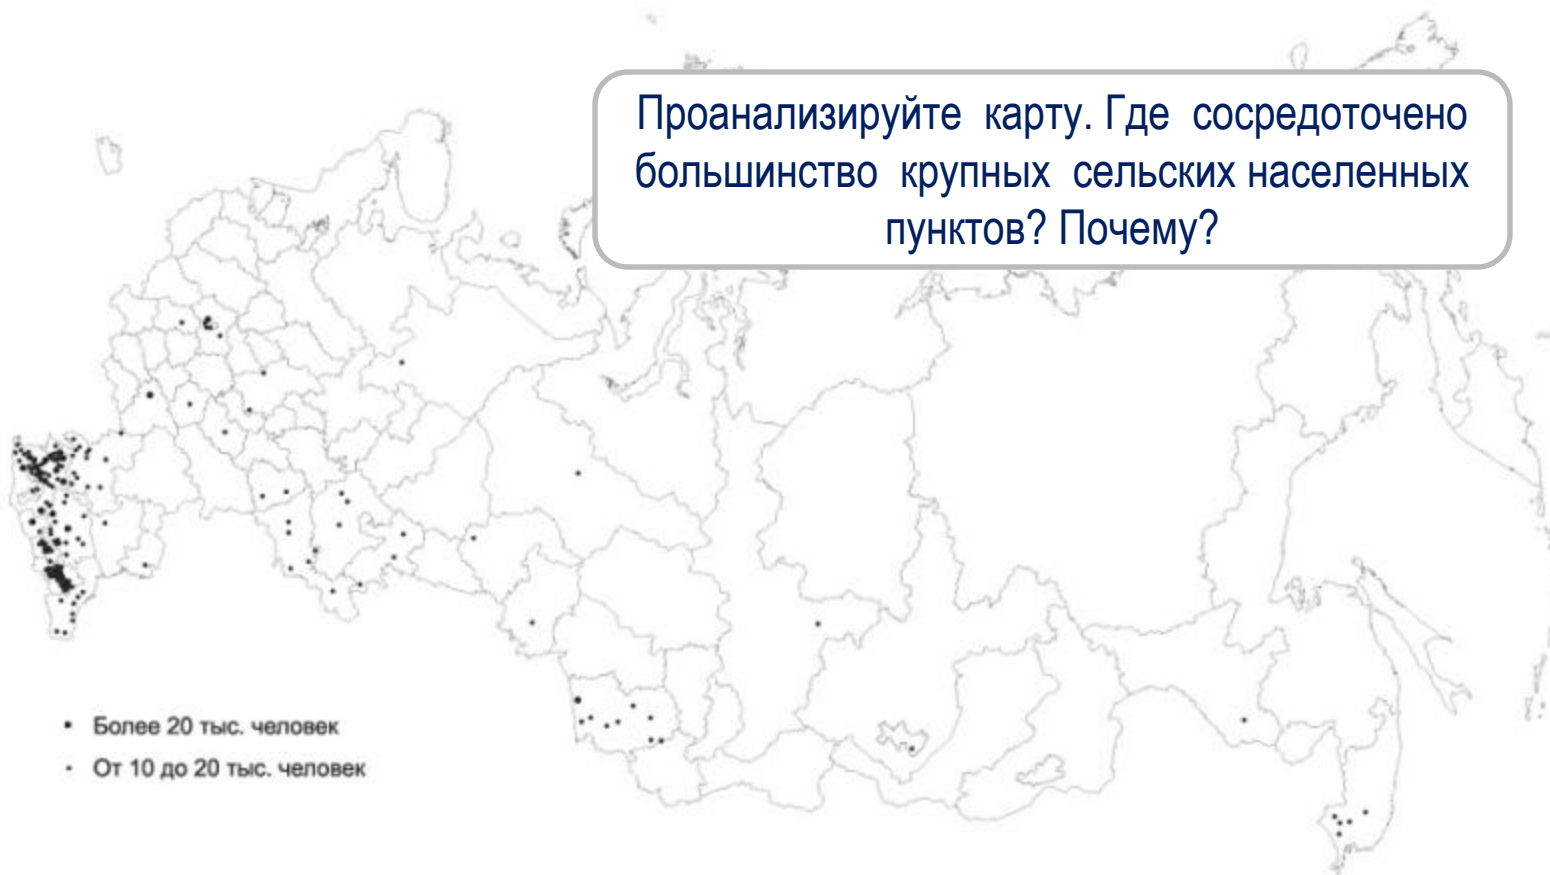 Проанализируйте карту. Где сосредоточено
большинство крупных сельских населенных
пунктов? Почему?
Более 20 тыс. человек
От 10 до 20 тыс. человек